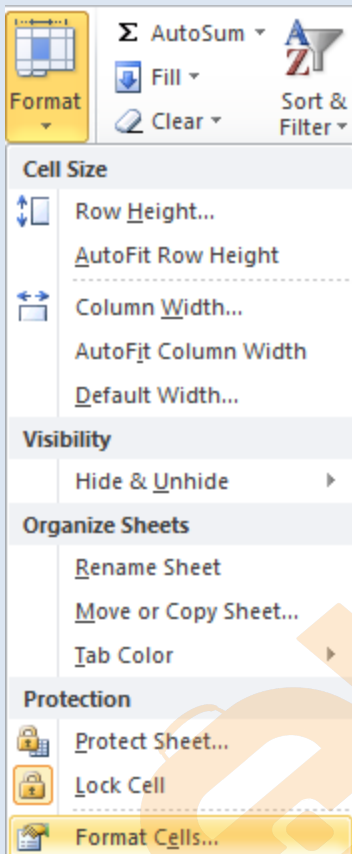 Σ AutoSum
Fill
Clear
Format
A
Z
Sort &
Filter
Cell Size
Row Height...
AutoFit Row Height
Column Width...
AutoFit Column Width
Default Width...
Visibility
Hide & Unhide
Organize Sheets
Rename Sheet
Move or Copy Sheet...
Tab Color
Protection
Protect Sheet...
Lock Cell
Format Cells...